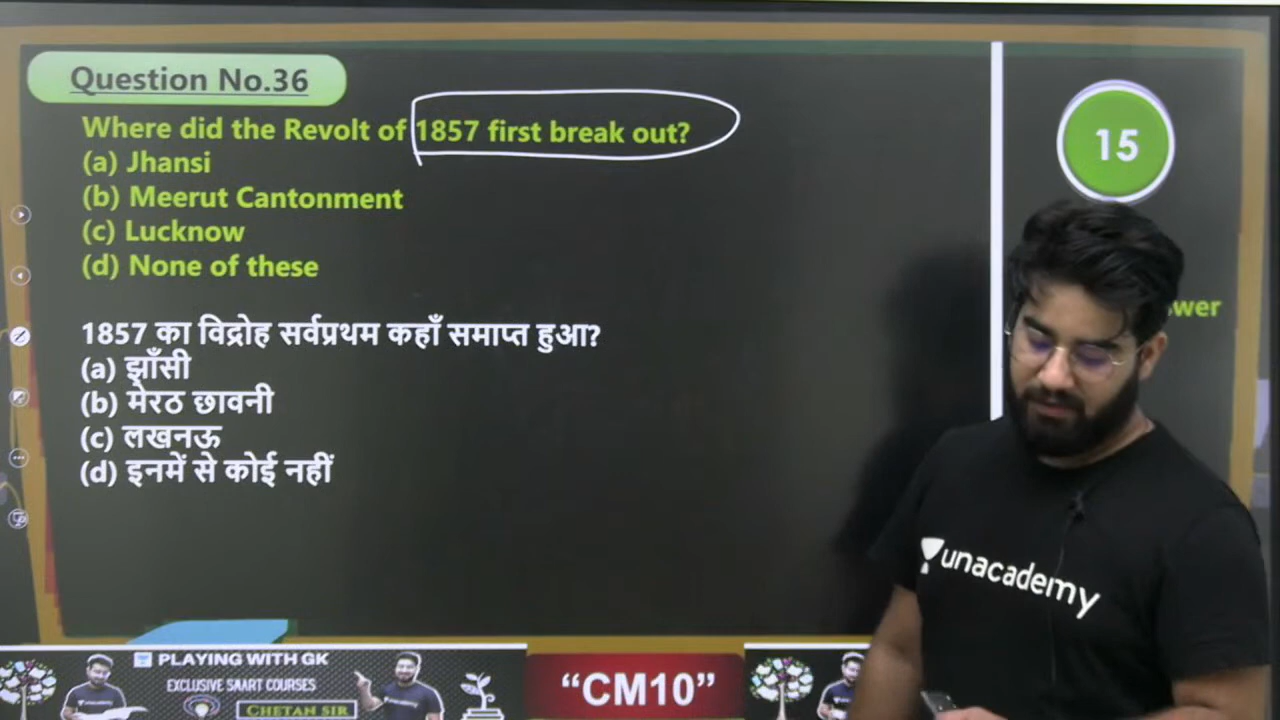 Question No.36
Where did the Revolt of 1857 first break out?
(a) Jhansi
(b) Meerut Cantonment
(c) Lucknow
(d) None of these
15
wer
1857 का विद्रोह सर्वप्रथम कहाँ समाप्त हुआ?
(a) झाँसी
(b) मेरठ छावनी
(c) लखनऊ
(d) इनमें से कोई नहीं
unacademy
PLAYING WITH GK
EXCLUSIVE SAART COURSES
CHETAN SIR
“CM10”